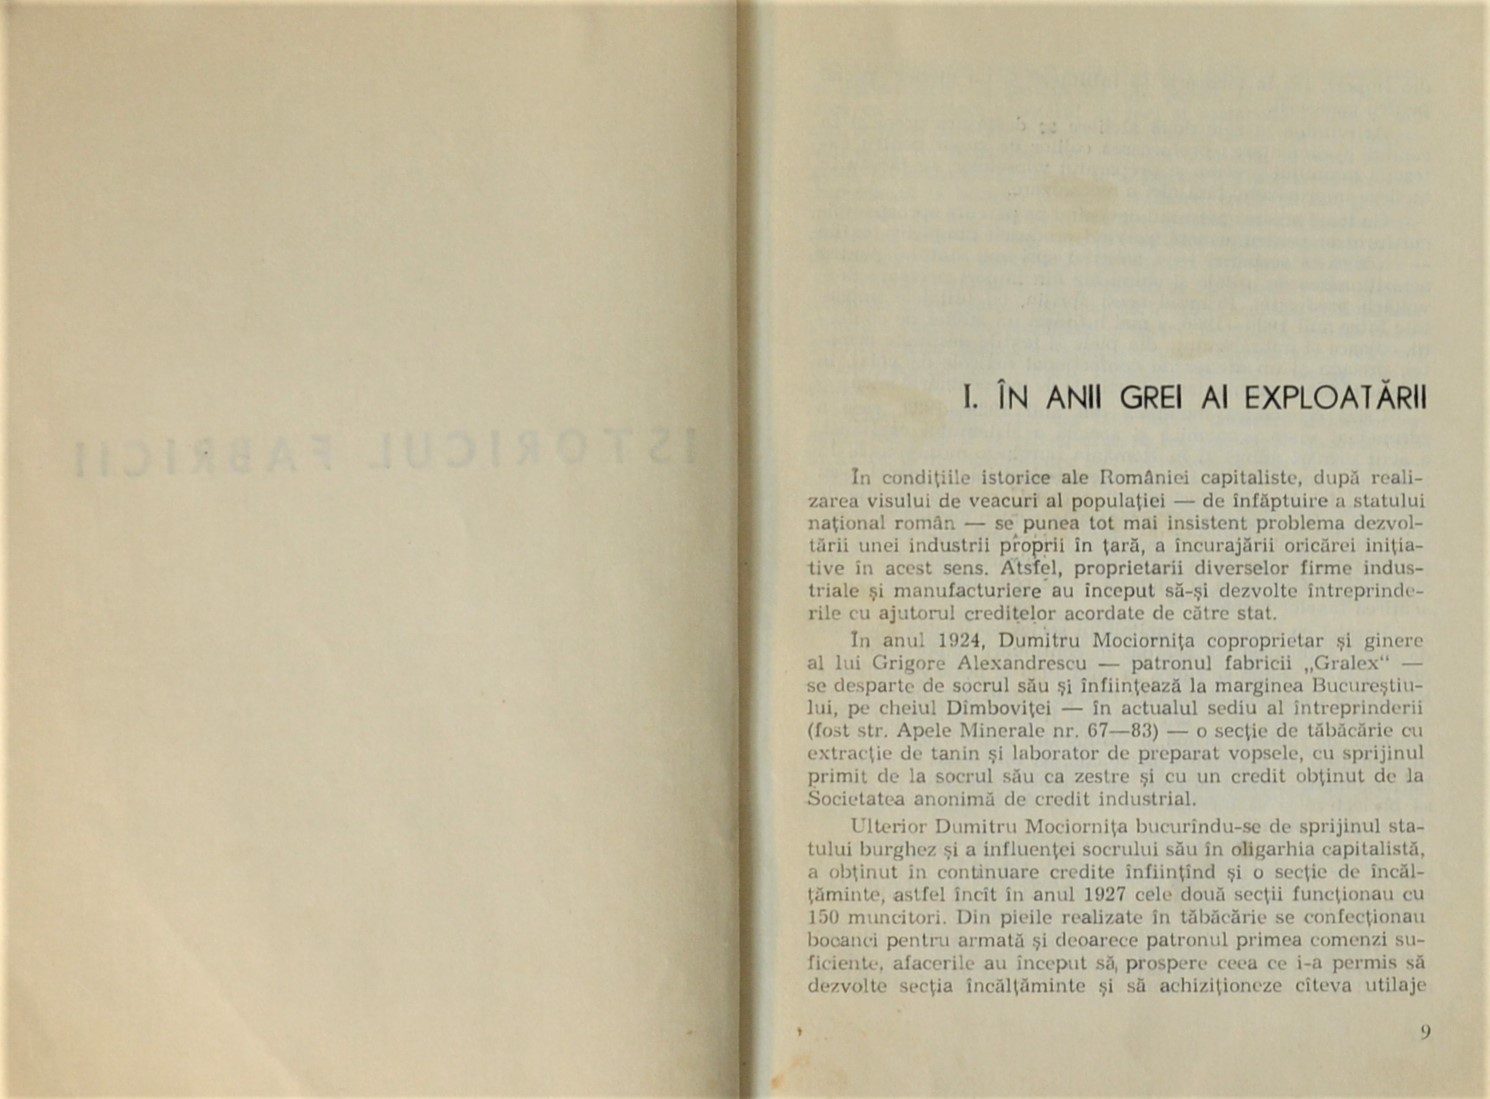 ISTORICUL FABRICII
I. ÎN ANII GREI AI EXPLOATĂRII
În condițiile istorice ale României capitaliste, după reali-
zarea visului de veacuri al populației — de înfăptuire a statului
național român — se punea tot mai insistent problema dezvol-
tării unei industrii proprii în țară, a încurajării oricărei iniția-
tive în acest sens. Atsfel, proprietarii diverselor firme indus-
triale și manufacturiere au început să-și dezvolte întreprinde-
rile cu ajutorul creditelor acordate de către stat.
În anul 1924, Dumitru Mociornița coproprietar și ginere
al lui Grigore Alexandrescu — patronul fabricii „Gralex“ —
se desparte de socrul său și înființează la marginea Bucureștiu-
lui, pe cheiul Dîmboviței — în actualul sediu al întreprinderii
(fost str. Apele Minerale nr. 67—83) — o secție de tăbăcărie cu
extracție de tanin și laborator de preparat vopsele, cu sprijinul
primit de la socrul său ca zestre și cu un credit obținut de la
Societatea anonimă de credit industrial.
Ulterior Dumitru Mociornița bucurîndu-se de sprijinul sta-
tului burghez și a influenței socrului său în oligarhia capitalistă,
a obținut în continuare credite înființînd și o secție de încăl-
țăminte, astfel încît în anul 1927 cele două secții funcționau cu
150 muncitori. Din pieile realizate în tăbăcărie se confecționau
bocanci pentru armată și deoarece patronul primea comenzi su-
ficiente, afacerile au început să, prospere ceea ce i-a permis să
dezvolte secția încălțăminte și să achiziționeze cîteva utilaje
9